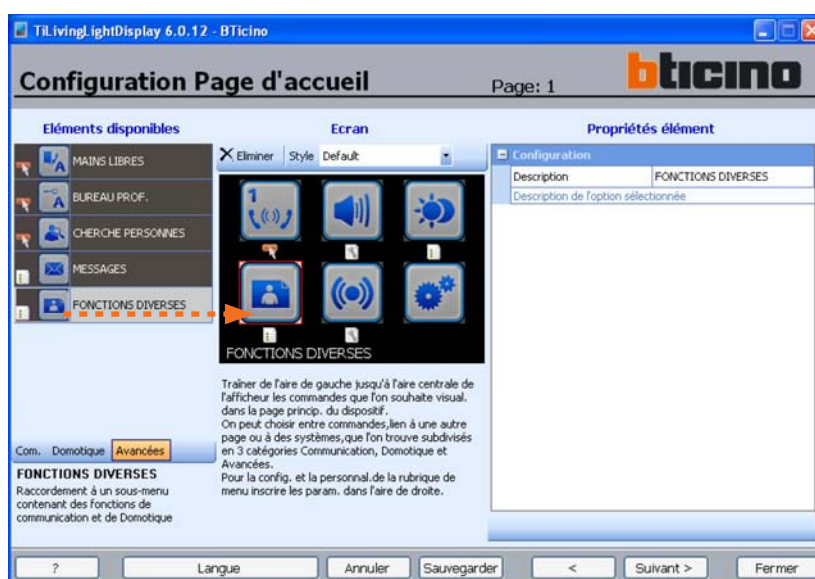 TiLivingLightDisplay 6.0.12 - BTicino
Configuration Page d'accueil
Page: 1
bticino
Eléments disponibles
Ecran
Propriétés élément
MAINS LIBRES
BUREAU PROF.
CHERCHE PERSONNES
MESSAGES
FONCTIONS DIVERSES
Eliminer
Style
Default
1
FONCTIONS DIVERSES
Traîner de l'aire de gauche jusqu'à l'aire centrale de
l'afficheur les commandes que l'on souhaite visual.
dans la page princip. du dispositif.
On peut choisir entre commandes,lien à une autre
page ou à des systèmes,que l'on trouve subdivisés
en 3 catégories Communication, Domotique et
Avancées.
Pour la config. et la personnal.de la rubrique de
menu inscrire les param. dans l'aire de droite.
Configuration
Description FONCTIONS DIVERSES
Description de l'option sélectionnée
Com. Domotique Avancées
FONCTIONS DIVERSES
Raccordement à un sous-menu
contenant des fonctions de
communication et de Domotique
? Langue Annuler Sauvegarder < Suivant > Fermer